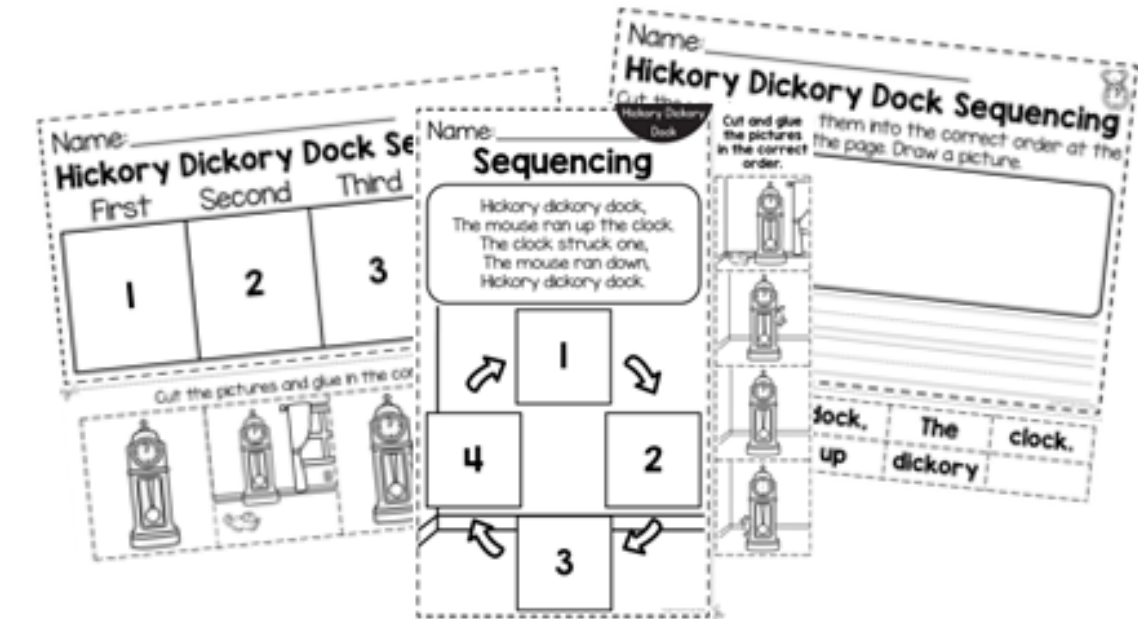 Name:
Hickory Dickory Dock Se
First Second Third
1 2 3
Cut the pictures and glue in the cor
Name:
Hickory Dickory
Dock
Sequencing
Hickory dickory dock,
The mouse ran up the clock.
The clock struck one,
The mouse ran down,
Hickory dickory dock.
1
2
3
4
Cut and glue
the pictures
in the correct
order.
Name:
Hickory Dickory Dock Sequencing
Cut the
them into the correct order at the
the page. Draw a picture.
dock. The clock.
up dickory